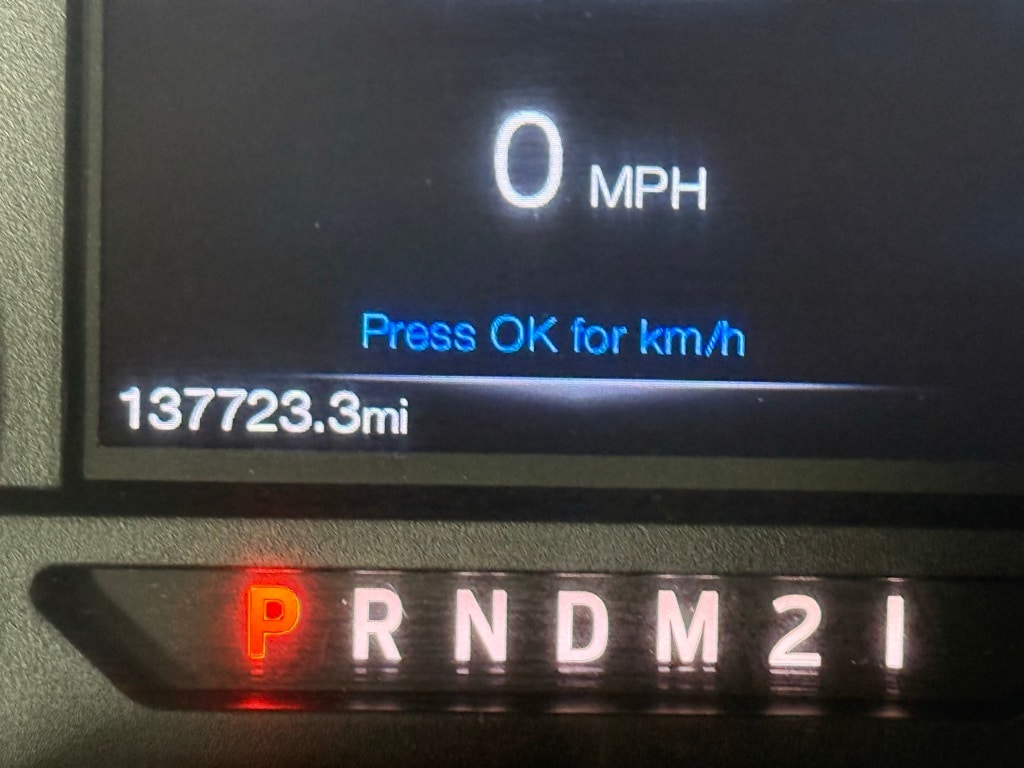 0 MPH
Press OK for km/h
137723.3mi
P R N D M 2 1